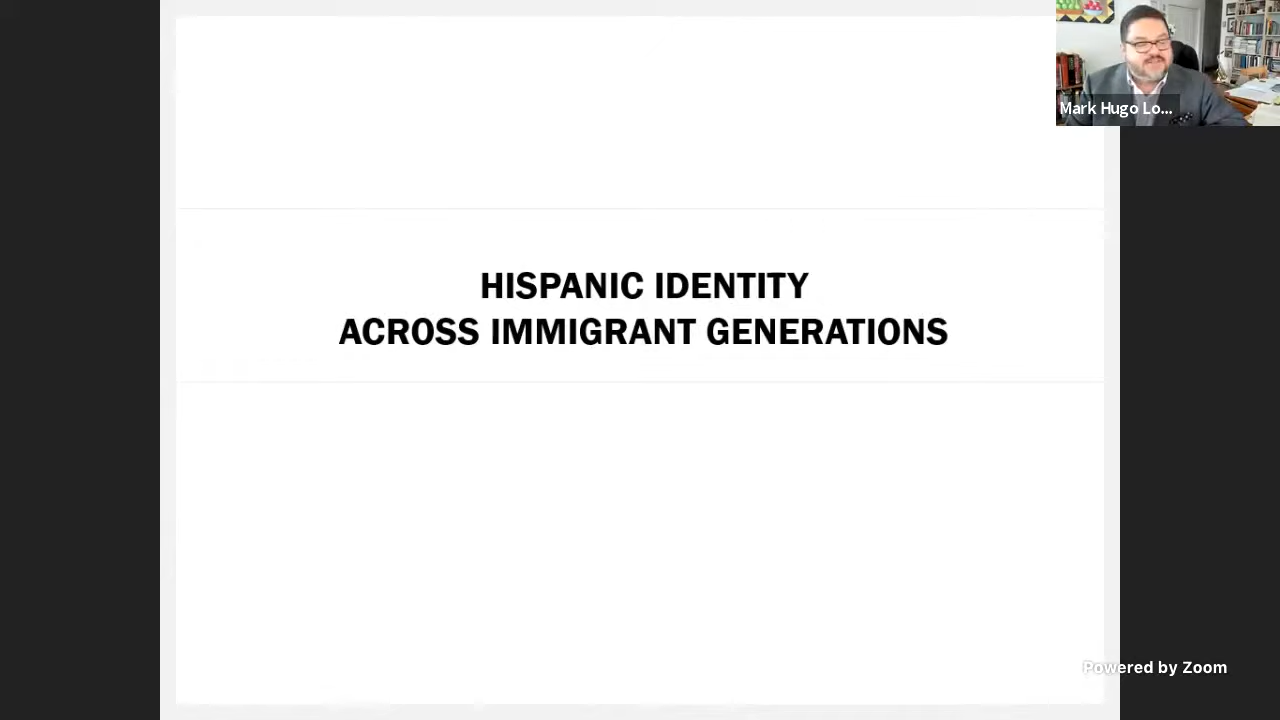 Mark Hugo Lo...
HISPANIC IDENTITY
ACROSS IMMIGRANT GENERATIONS
Powered by Zoom